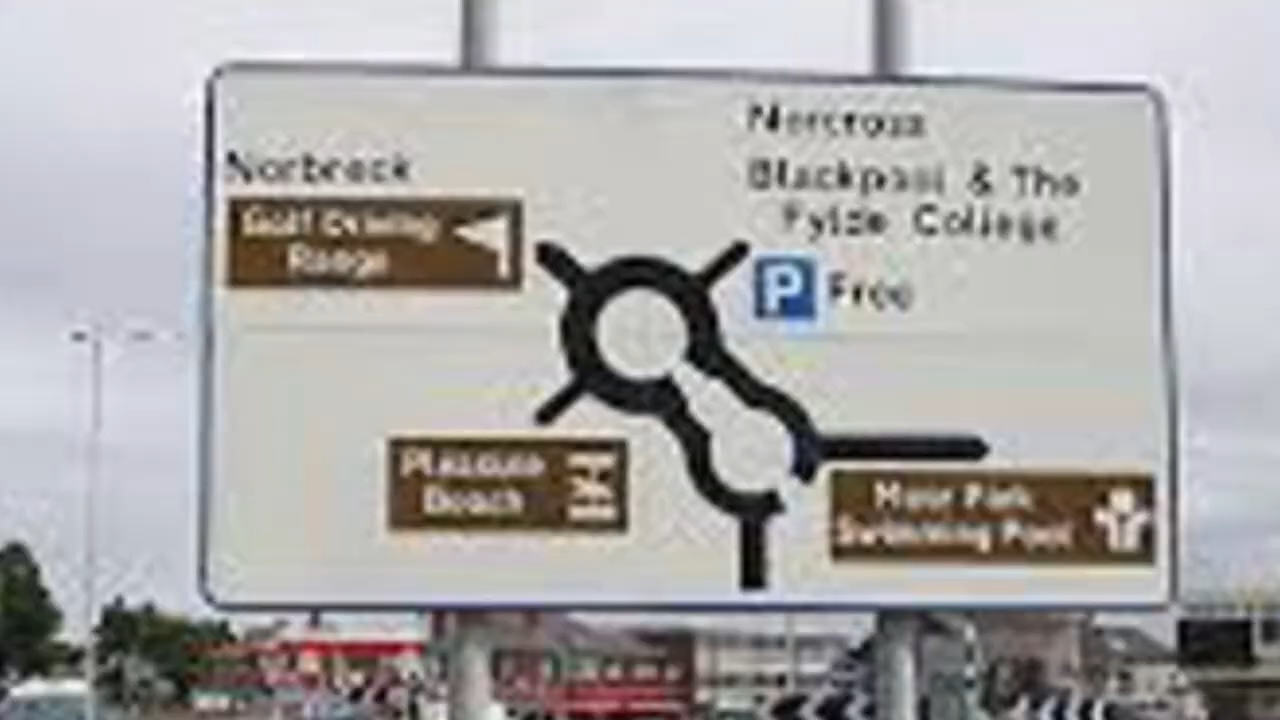 Norcross
Norbreck
Blackpool & The
Fylde College
Golf Driving
Range
P Free
Pleasure
Beach
Moor Park
Swimming Pool